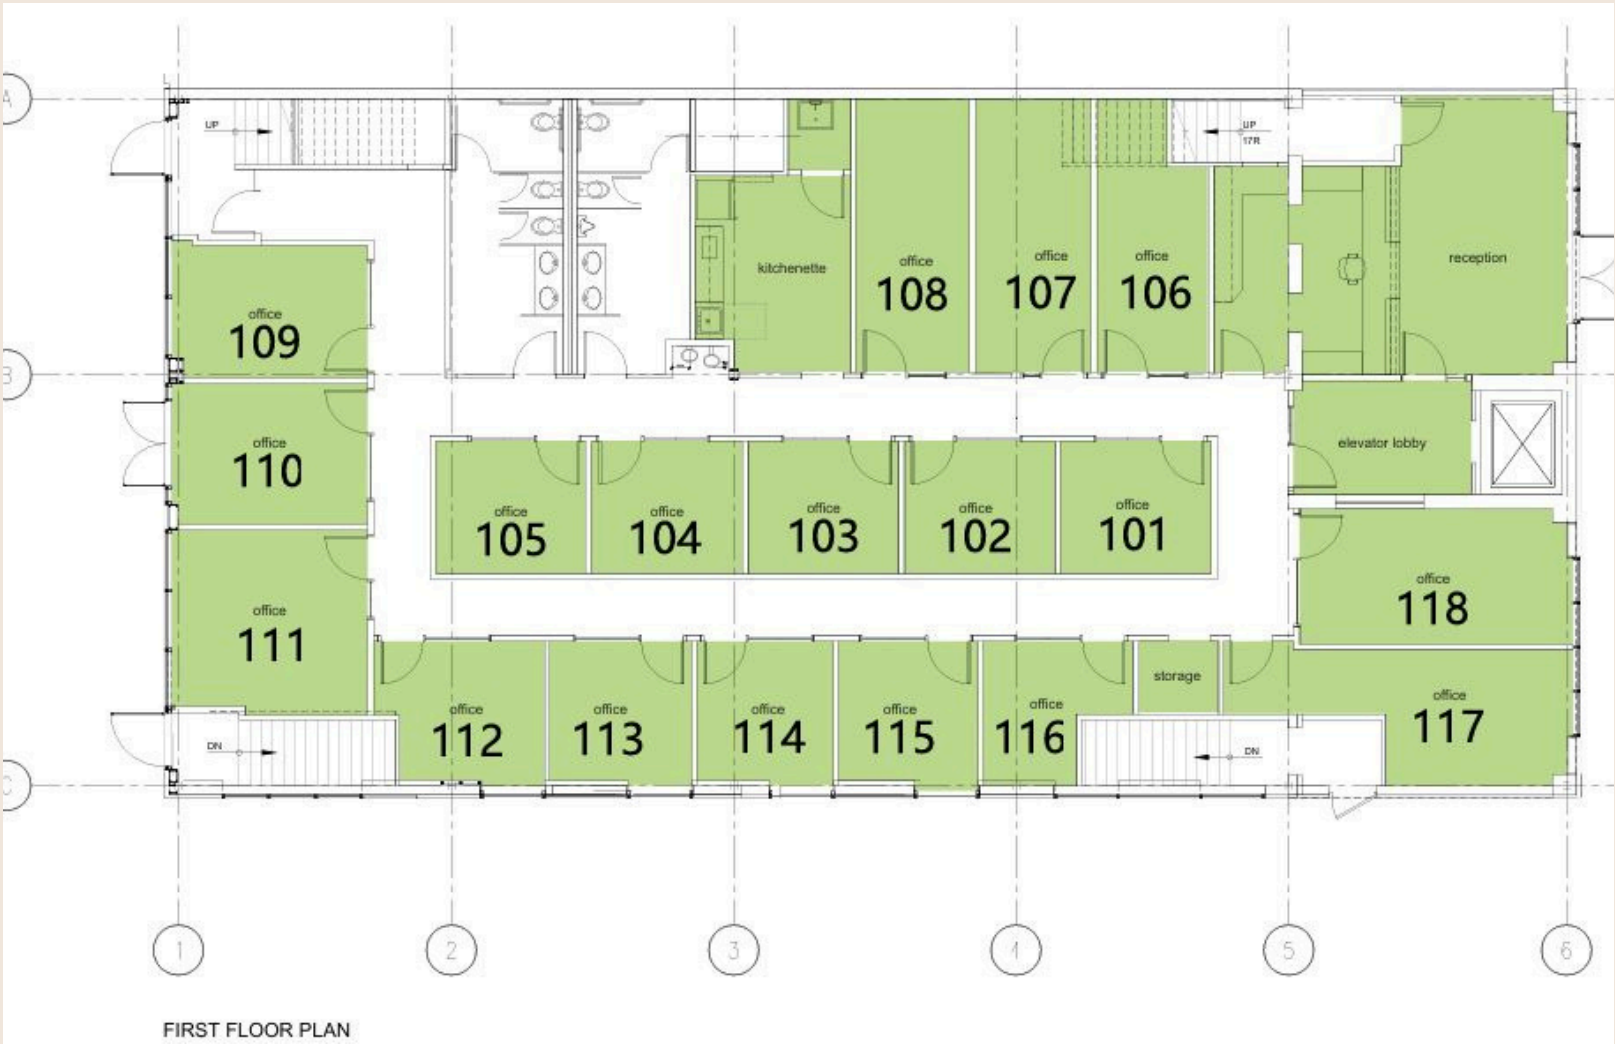 A
UP
UP
17R
kitchenette
office
108
office
107
office
106
reception
office
109
B
office
110
elevator lobby
office
105
office
104
office
103
office
102
office
101
office
118
office
111
storage
office
112
office
113
office
114
office
115
office
116
office
117
DN
DN
C
1
2
3
4
5
6
FIRST FLOOR PLAN